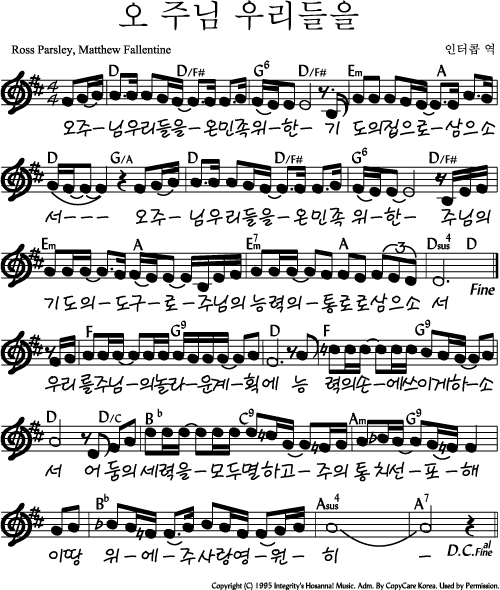 오 주님 우리들을
Ross Parsley, Matthew Fallentine 인터콥 역
D D/F# G6 D/F# Em A
오주-님우리들을-온민족위-한- 기 도의집으로-삼으소
D G/A D D/F# G6 D/F#
서--- 오주-님우리들을-온민족 위-한- 주님의
Em A Em7 A Dsus4 D
3
기도의-도구-로-주님의능력의-통로로삼으소 서 Fine
F G9 D F G9
우리를주님-의놀라-운계-획에 능 력의손-에쓰이게하-소
D D/C Bb C9 Am G9
서 어둠의세력을-모두멸하고-주의통치선-포-해
Bb Asus4 A7
이땅 위-에-주사랑영-원- 히 - D.C. al Fine
Copyright (C) 1995 Integrity's Hosanna! Music. Adm. By CopyCare Korea. Used by Permission.